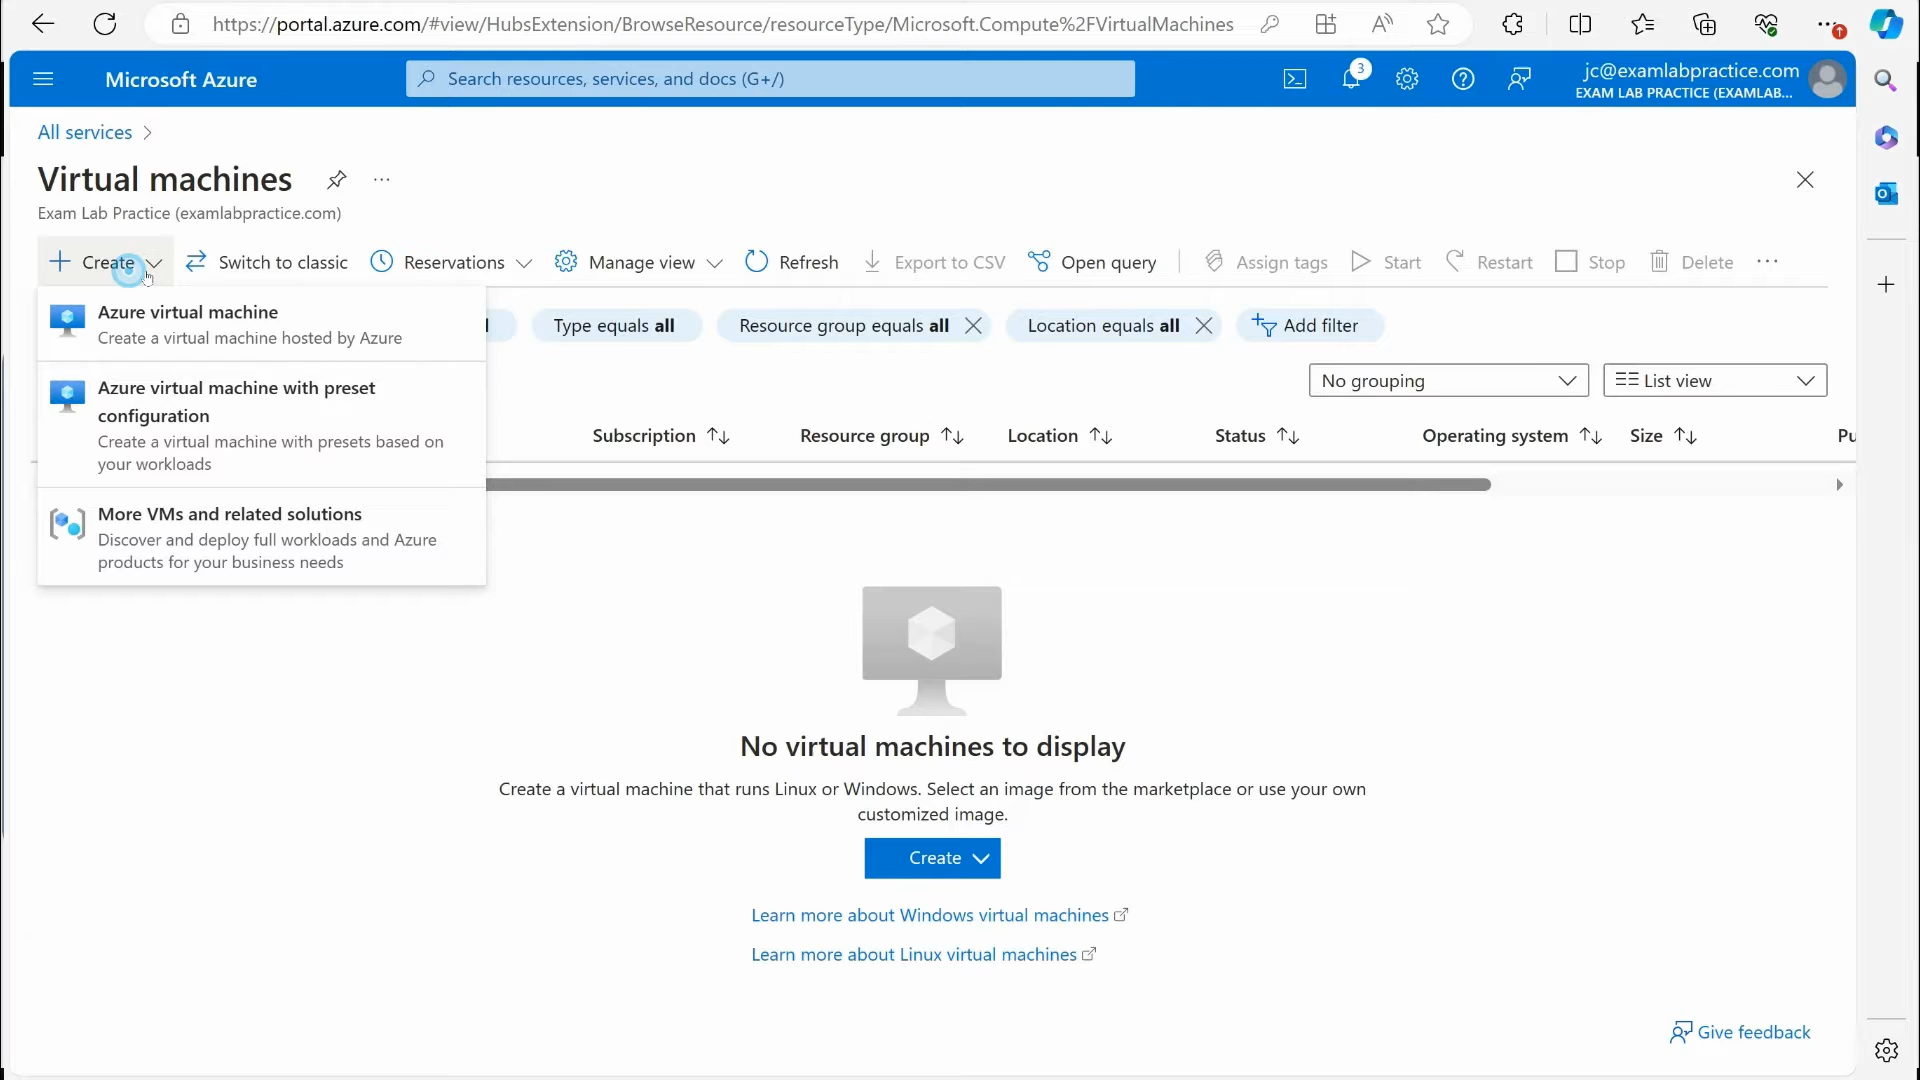 https://portal.azure.com/#view/HubsExtension/BrowseResource/resourceType/Microsoft.Compute%2FVirtualMachines
Microsoft Azure
Search resources, services, and docs (G+/)
3
jc@examlabpractice.com
EXAM LAB PRACTICE (EXAMLAB...
All services
Virtual machines
Exam Lab Practice (examlabpractice.com)
Create
Switch to classic
Reservations
Manage view
Refresh
Export to CSV
Open query
Assign tags
Start
Restart
Stop
Delete
Azure virtual machine
Create a virtual machine hosted by Azure
Azure virtual machine with preset
configuration
Create a virtual machine with presets based on
your workloads
More VMs and related solutions
Discover and deploy full workloads and Azure
products for your business needs
Type equals all
Resource group equals all
Location equals all
Add filter
No grouping
List view
Subscription
Resource group
Location
Status
Operating system
Size
Pu
No virtual machines to display
Create a virtual machine that runs Linux or Windows. Select an image from the marketplace or use your own
customized image.
Create
Learn more about Windows virtual machines
Learn more about Linux virtual machines
Give feedback